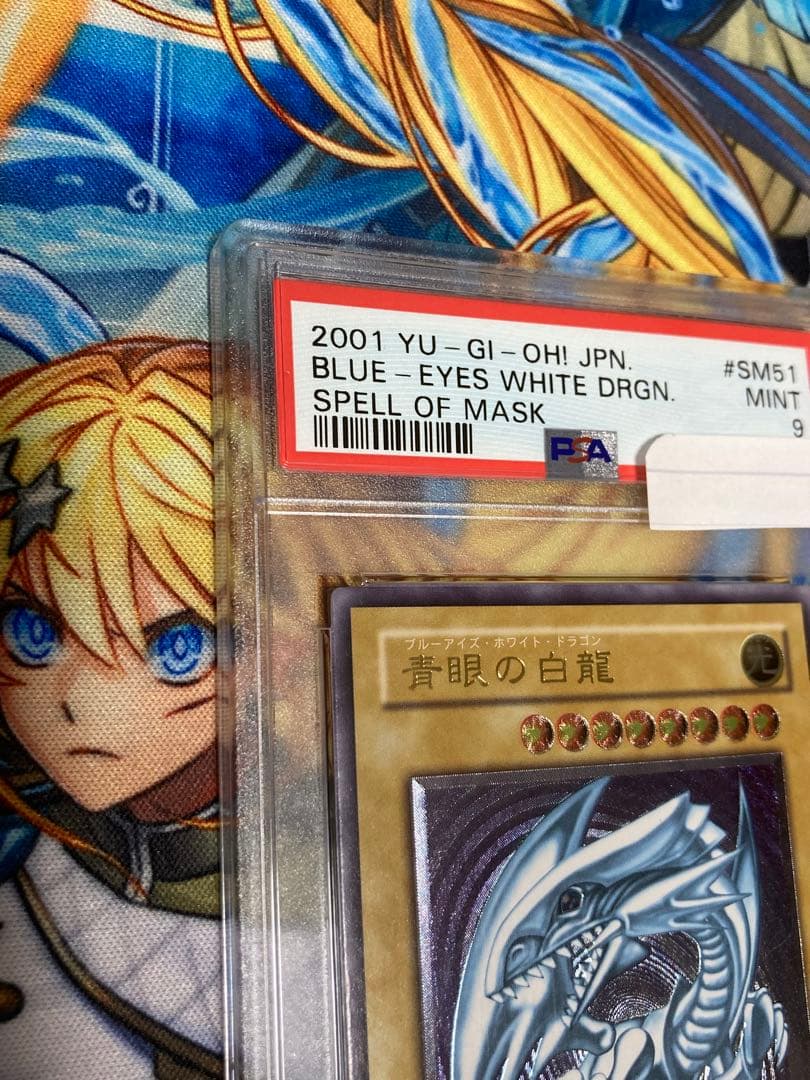 2001 YU-GI-OH! JPN. #SM51
BLUE-EYES WHITE DRGN. MINT
SPELL OF MASK 9
PSA
ブルーアイズ・ホワイト・ドラゴン
青眼の白龍
光